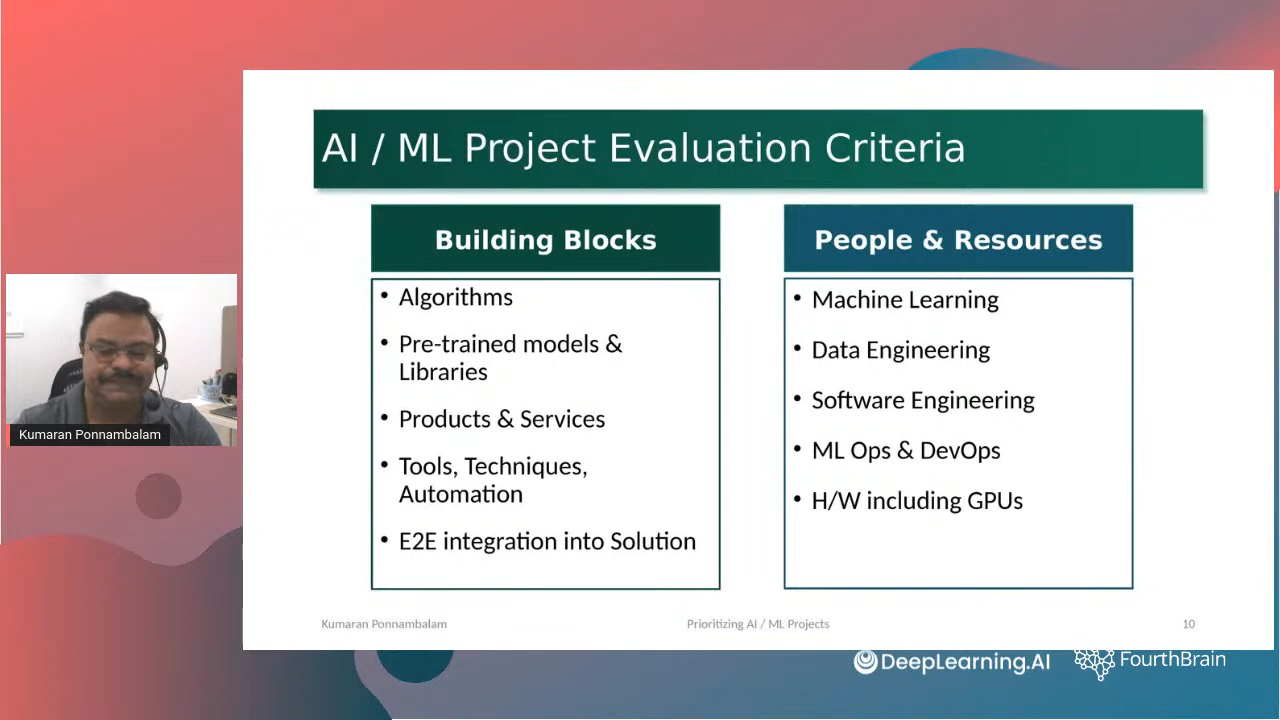 AI / ML Project Evaluation Criteria
Building Blocks
• Algorithms
• Pre-trained models &
Libraries
• Products & Services
• Tools, Techniques,
Automation
• E2E integration into Solution
People & Resources
• Machine Learning
• Data Engineering
• Software Engineering
• ML Ops & DevOps
• H/W including GPUs
Kumaran Ponnambalam
Kumaran Ponnambalam
Prioritizing AI / ML Projects
10
DeepLearning.AI
FourthBrain